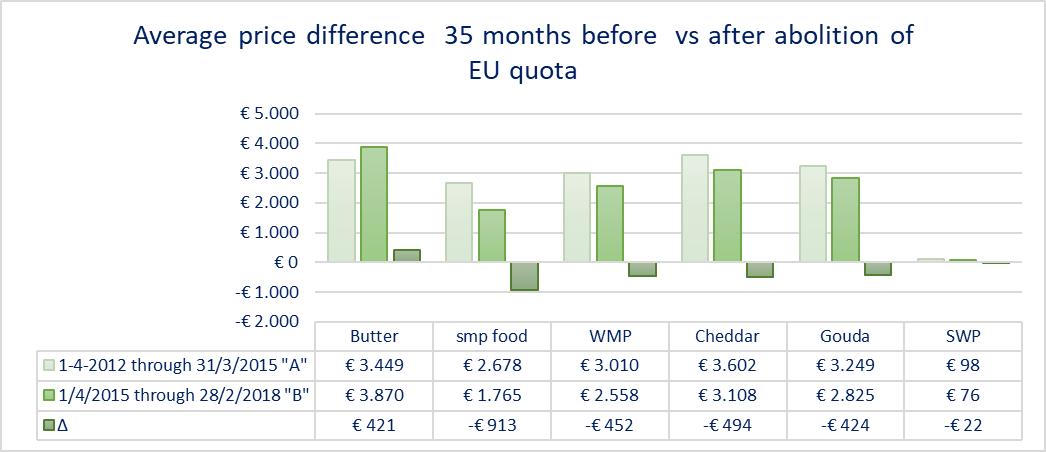 Average price difference 35 months before vs after abolition of
EU quota
€ 5.000
€ 4.000
€ 3.000
€ 2.000
€ 1.000
€ 0
-€ 1.000
-€ 2.000
Butter smp food WMP Cheddar Gouda SWP
1-4-2012 through 31/3/2015 "A" € 3.449 € 2.678 € 3.010 € 3.602 € 3.249 € 98
1/4/2015 through 28/2/2018 "B" € 3.870 € 1.765 € 2.558 € 3.108 € 2.825 € 76
Δ € 421 -€ 913 -€ 452 -€ 494 -€ 424 -€ 22